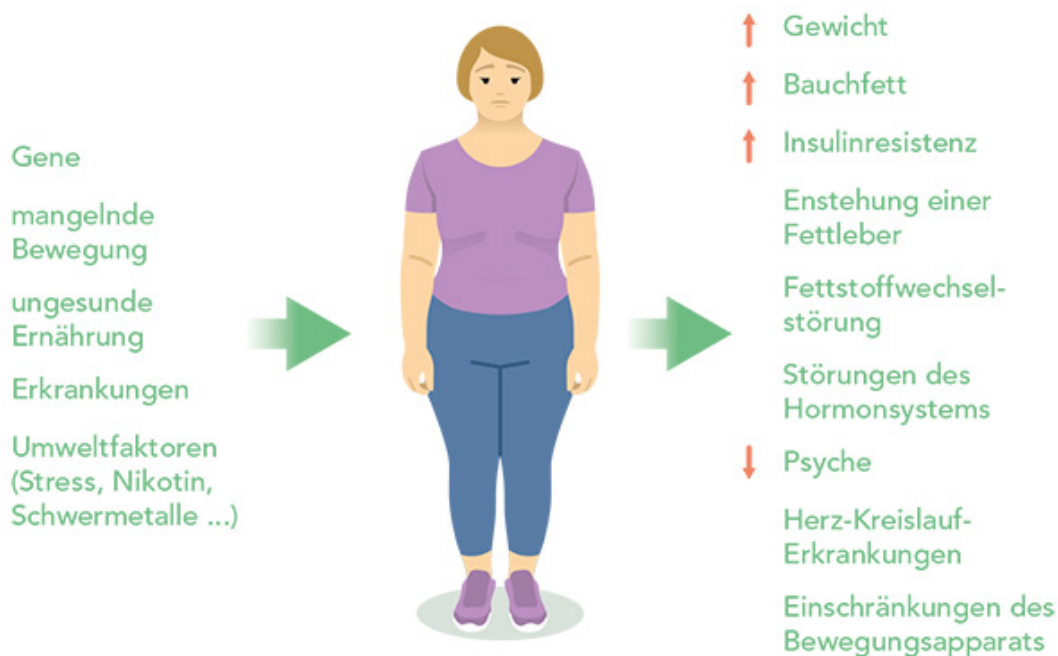 Gene
mangelnde
Bewegung
ungesunde
Ernährung
Erkrankungen
Umweltfaktoren
(Stress, Nikotin,
Schwermetalle ...)
Gewicht
Bauchfett
Insulinresistenz
Enstehung einer
Fettleber
Fettstoffwechsel-
störung
Störungen des
Hormonsystems
Psyche
Herz-Kreislauf-
Erkrankungen
Einschränkungen des
Bewegungsapparats